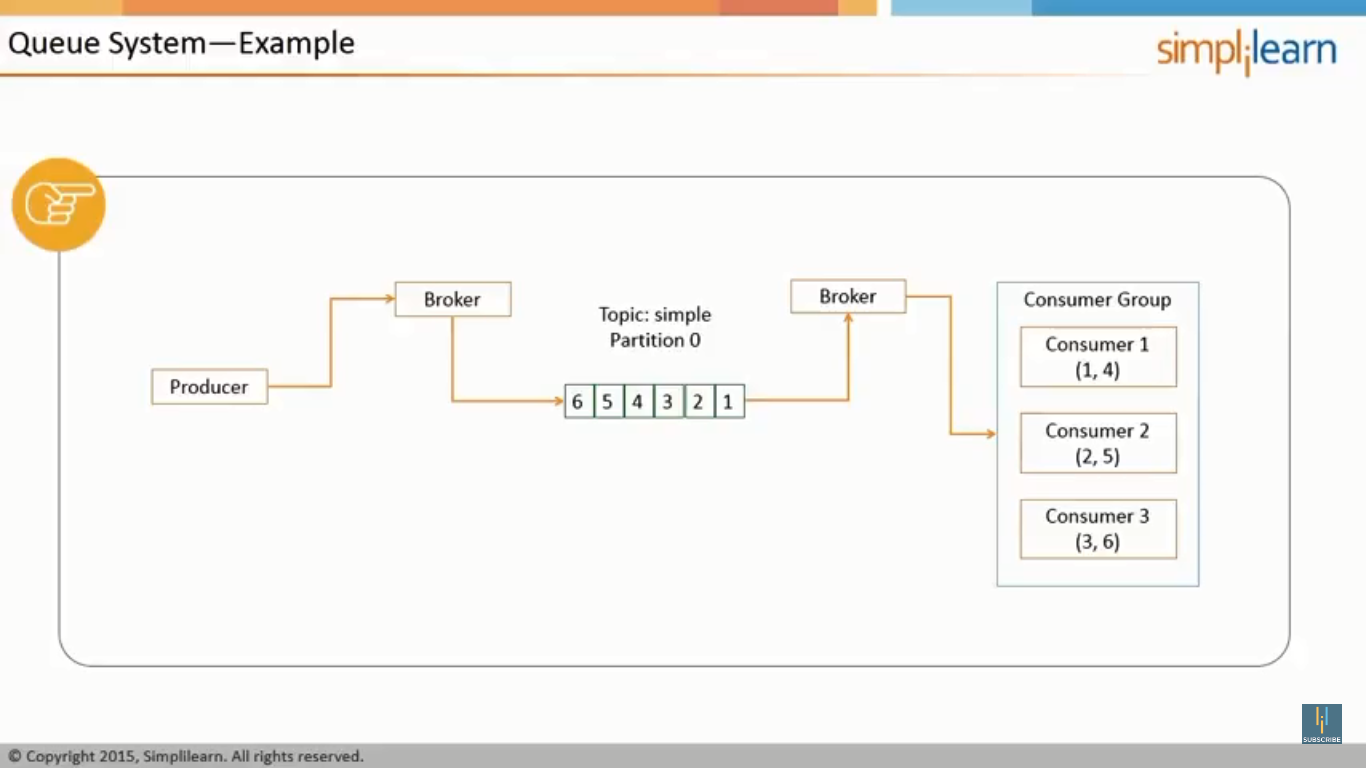 Queue System—Example
simplilearn
Broker
Broker
Topic: simple
Partition 0
Producer
6 5 4 3 2 1
Consumer Group
Consumer 1
(1, 4)
Consumer 2
(2, 5)
Consumer 3
(3, 6)
SUBSCRIBE
© Copyright 2015, Simplilearn. All rights reserved.